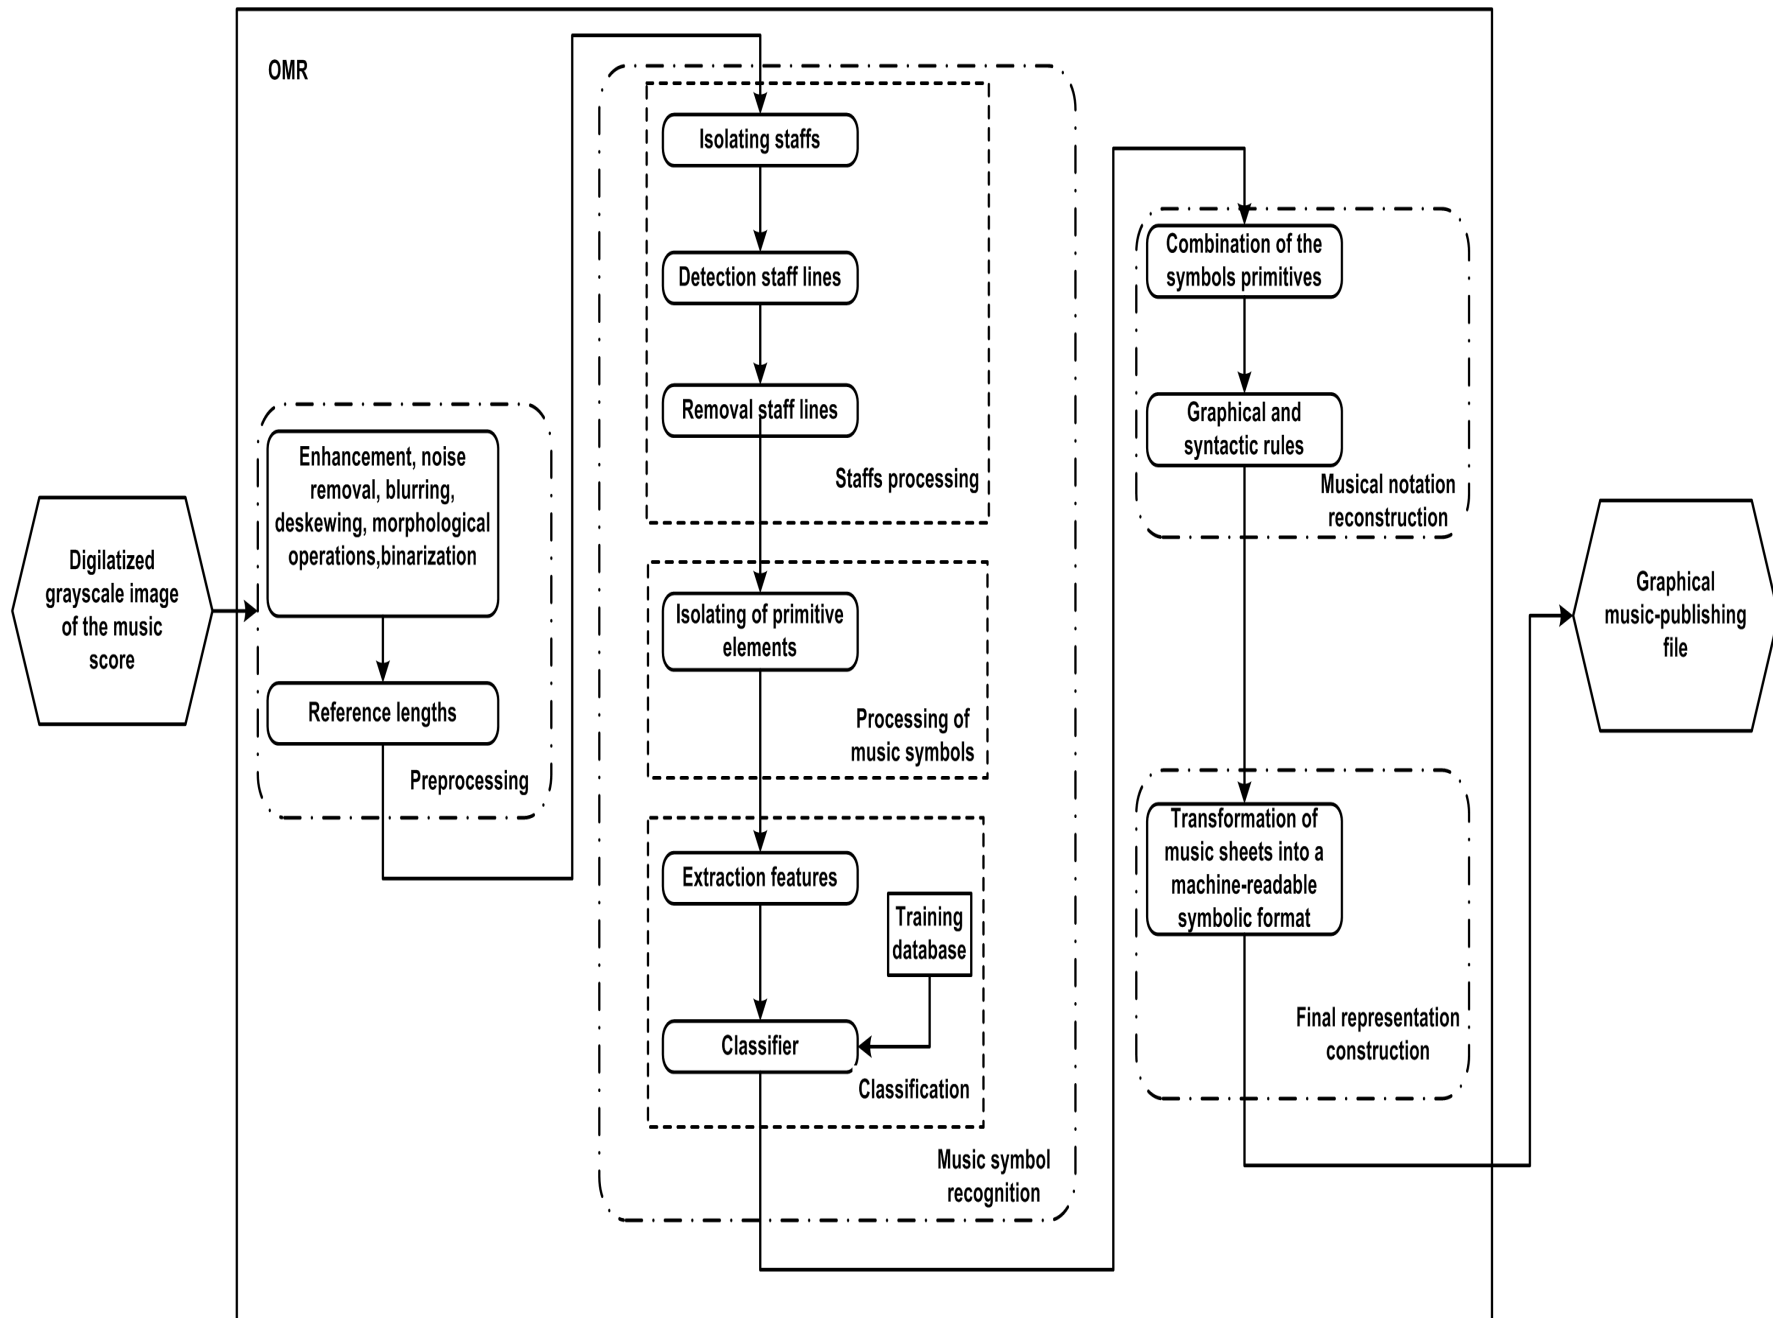 OMR
Digilatized
grayscale image
of the music
score
Enhancement, noise
removal, blurring,
deskewing, morphological
operations,binarization
Reference lengths
Preprocessing
Isolating staffs
Detection staff lines
Removal staff lines
Staffs processing
Isolating of primitive
elements
Processing of
music symbols
Extraction features
Training
database
Classifier
Classification
Music symbol
recognition
Combination of the
symbols primitives
Graphical and
syntactic rules
Musical notation
reconstruction
Transformation of
music sheets into a
machine-readable
symbolic format
Final representation
construction
Graphical
music-publishing
file